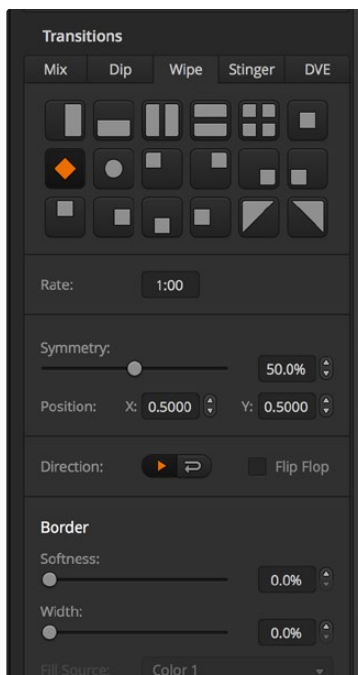 Transitions
Mix Dip Wipe Stinger DVE
Rate: 1:00
Symmetry:
50.0%
Position: X: 0.5000 Y: 0.5000
Direction: Flip Flop
Border
Softness:
0.0%
Width:
0.0%
Fill Source: Color 1